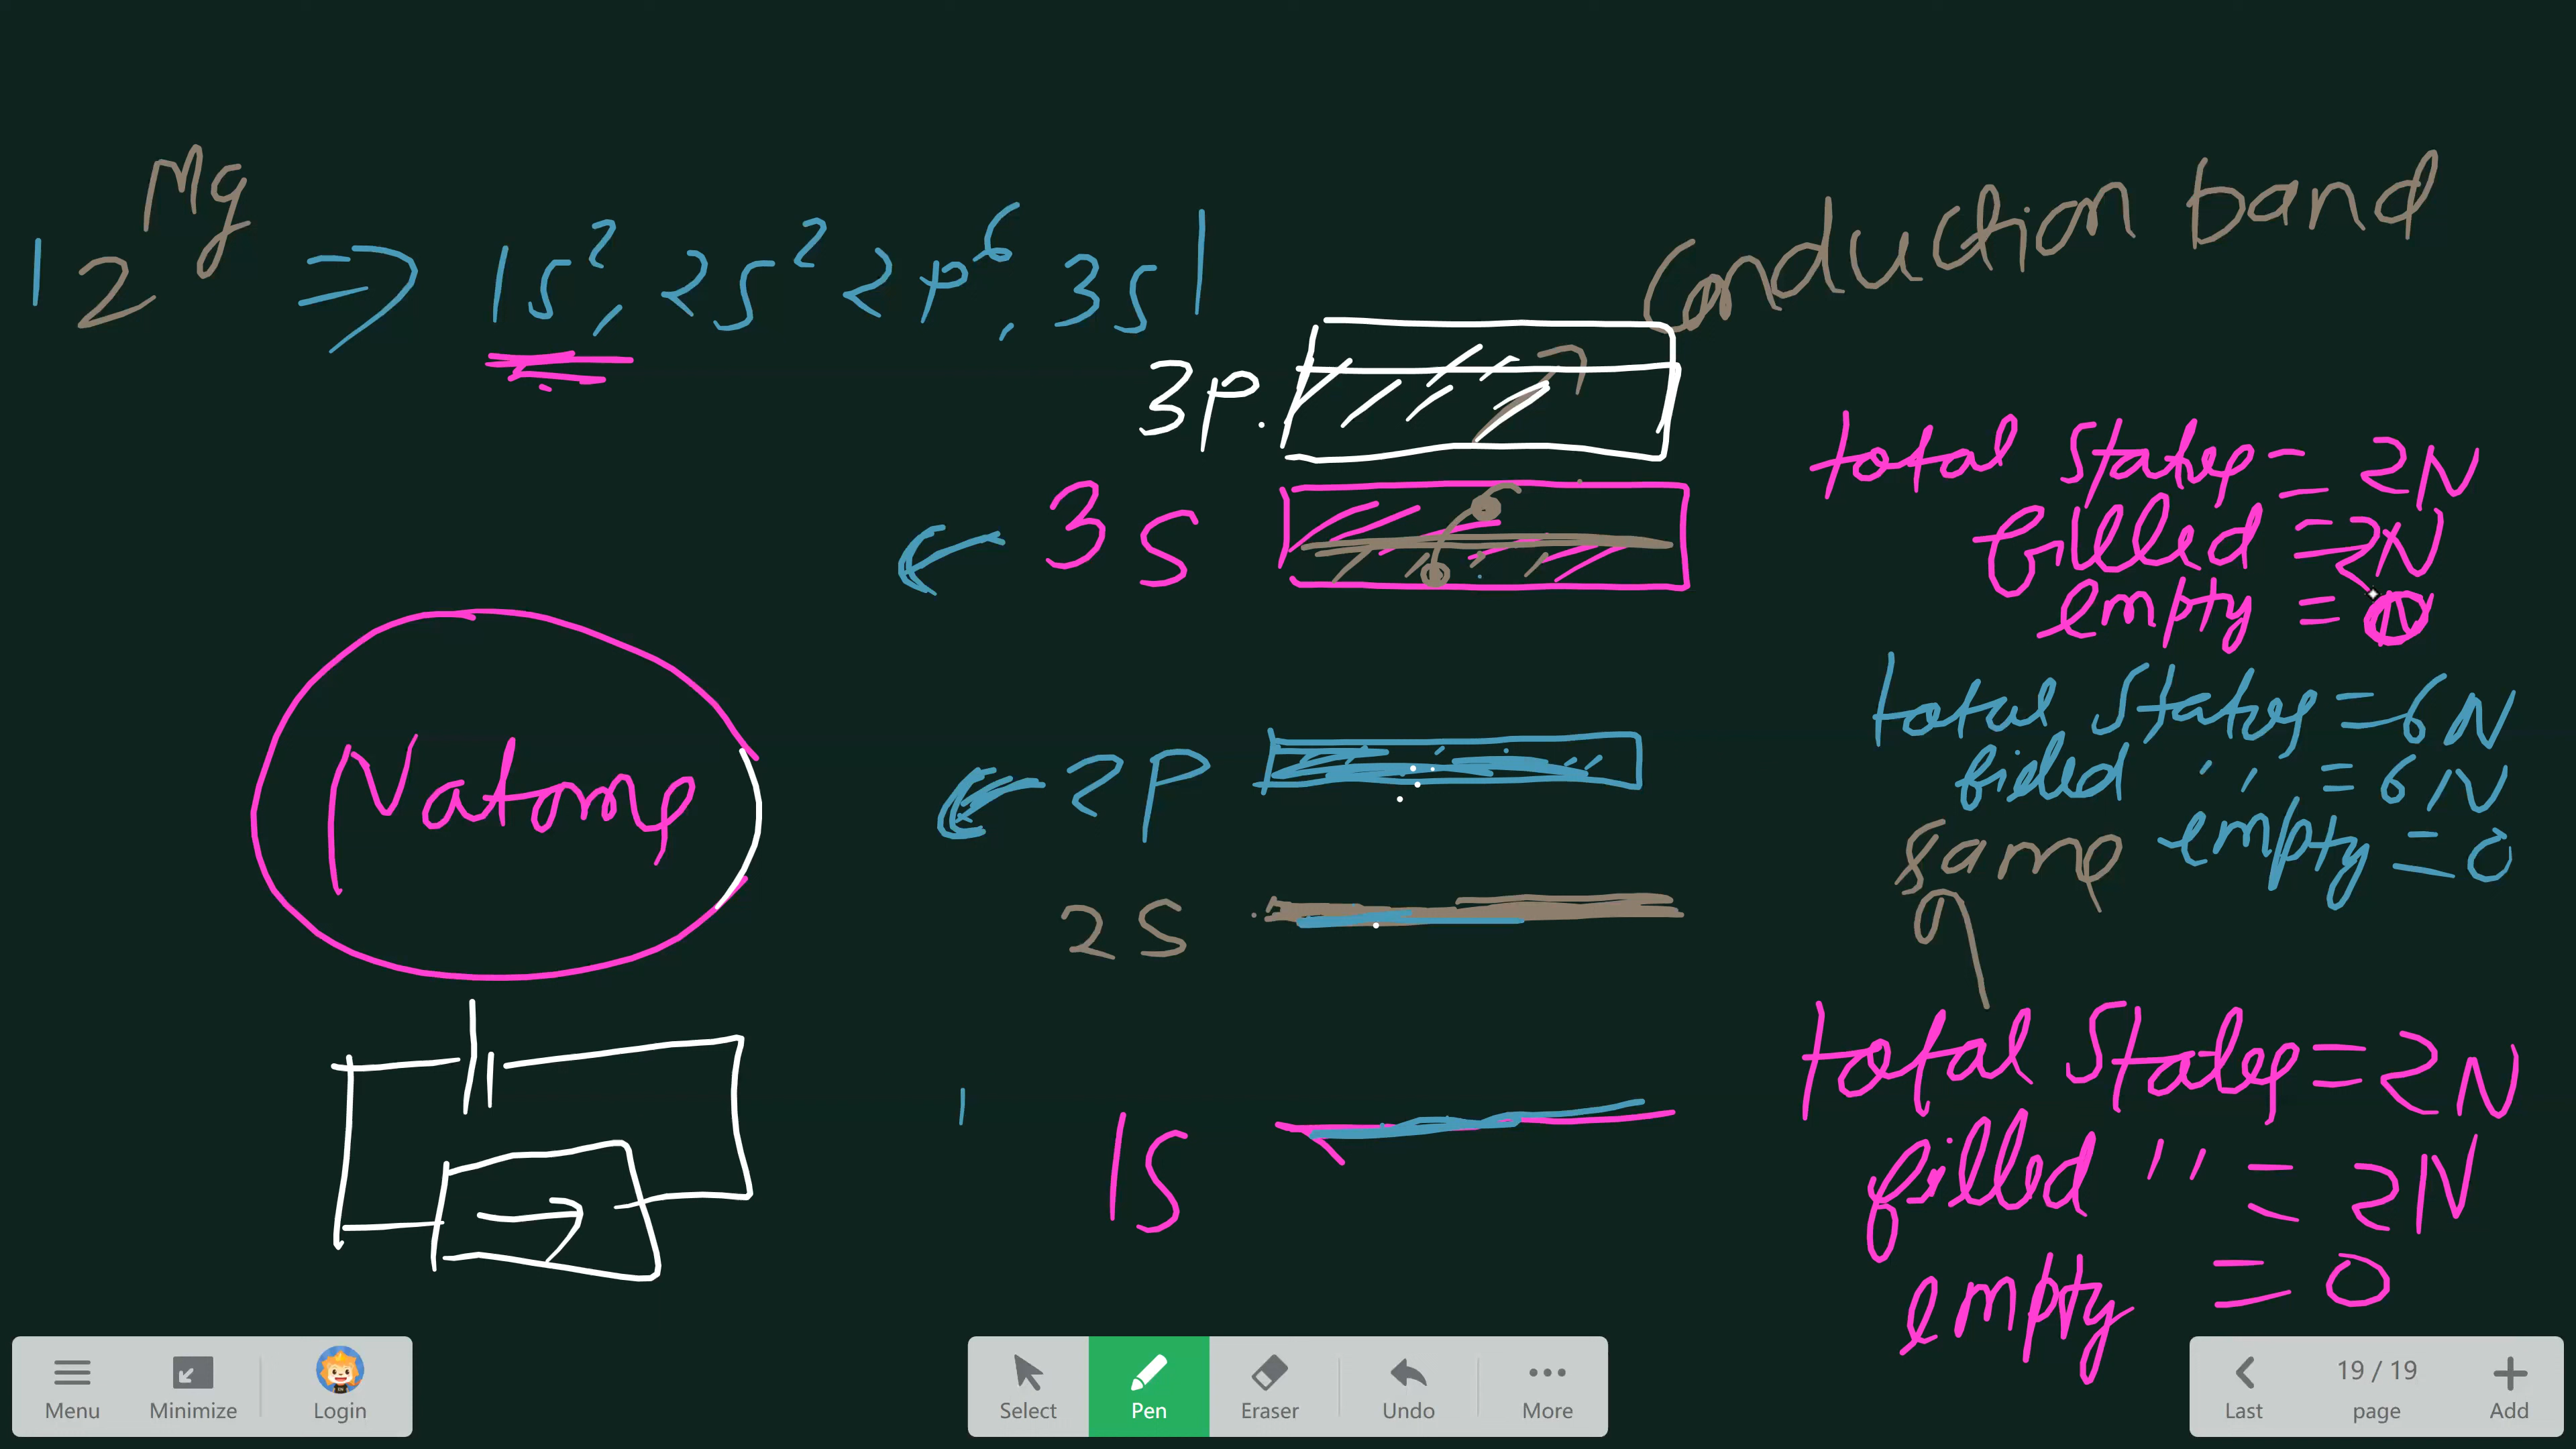 12Mg ⇒ 1s², 2s² 2p⁶, 3s¹
Conduction band
3p.
3s
total states = 2N
filled = 2N
empty = 0
N atoms
2p
total states = 6N
filled " = 6N
empty = 0
same
2s
1s
total states = 2N
filled " = 2N
empty = 0
Menu
Minimize
Login
Select
Pen
Eraser
Undo
More
Last
19 / 19
page
Add